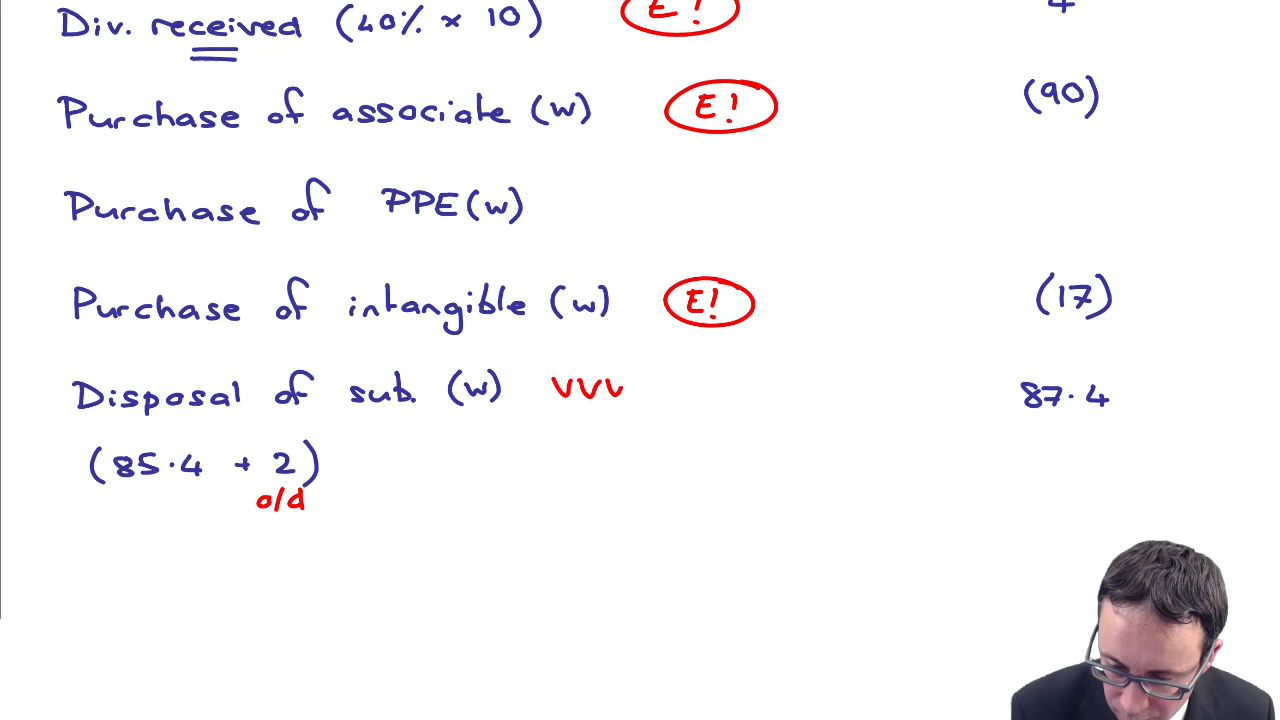 Div. received (40% × 10) E! 4
Purchase of associate (w) E! (90)
Purchase of PPE (w)
Purchase of intangible (w) E! (17)
Disposal of sub. (w) VVV 87.4
(85.4 + 2)
o/d